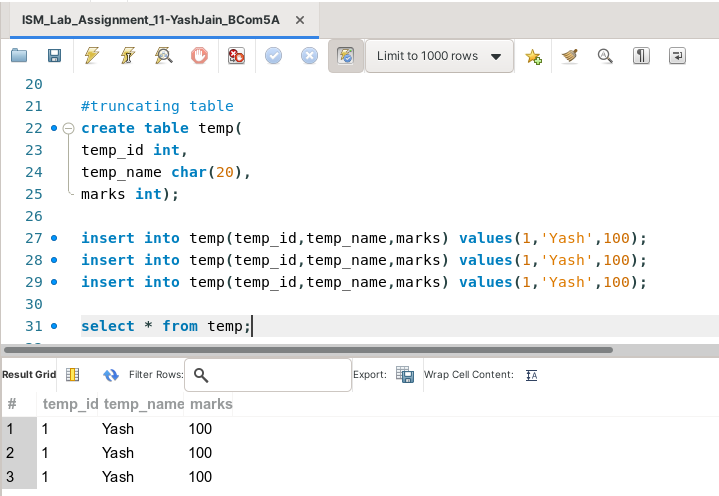 ISM_Lab_Assignment_11-YashJain_BCom5A ×
Limit to 1000 rows
20
21 #truncating table
22 create table temp(
23 temp_id int,
24 temp_name char(20),
25 marks int);
26
27 insert into temp(temp_id,temp_name,marks) values(1,'Yash',100);
28 insert into temp(temp_id,temp_name,marks) values(1,'Yash',100);
29 insert into temp(temp_id,temp_name,marks) values(1,'Yash',100);
30
31 select * from temp;
Result Grid Filter Rows: Export: Wrap Cell Content:
# temp_id temp_name marks
1 1 Yash 100
2 1 Yash 100
3 1 Yash 100